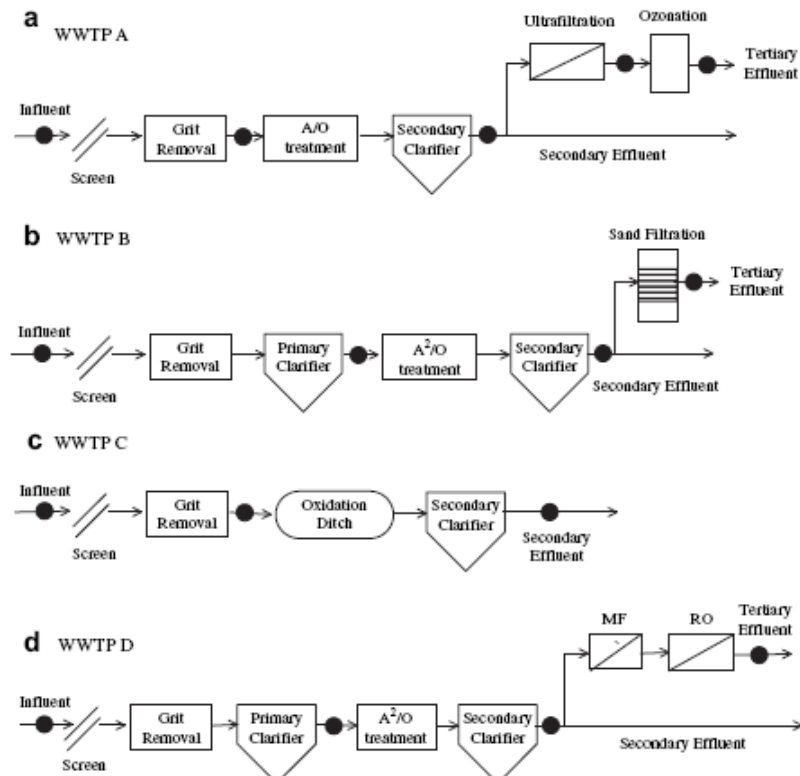 a WWTP A
Ultrafiltration
Ozonation
Tertiary
Effluent
Influent
Screen
Grit
Removal
A/O
treatment
Secondary
Clarifier
Secondary Effluent
b WWTP B
Sand Filtration
Tertiary
Effluent
Influent
Screen
Grit
Removal
Primary
Clarifier
A²/O
treatment
Secondary
Clarifier
Secondary Effluent
c WWTP C
Influent
Screen
Grit
Removal
Oxidation
Ditch
Secondary
Clarifier
Secondary
Effluent
d WWTP D
MF
RO
Tertiary
Effluent
Influent
Screen
Grit
Removal
Primary
Clarifier
A²/O
treatment
Secondary
Clarifier
Secondary Effluent